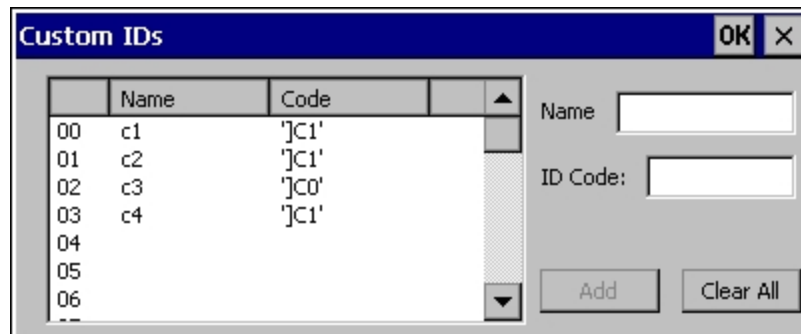 Custom IDs OK ×
Name Code
00 c1 ']C1'
01 c2 ']C1'
02 c3 ']C0'
03 c4 ']C1'
04
05
06
Name
ID Code:
Add Clear All